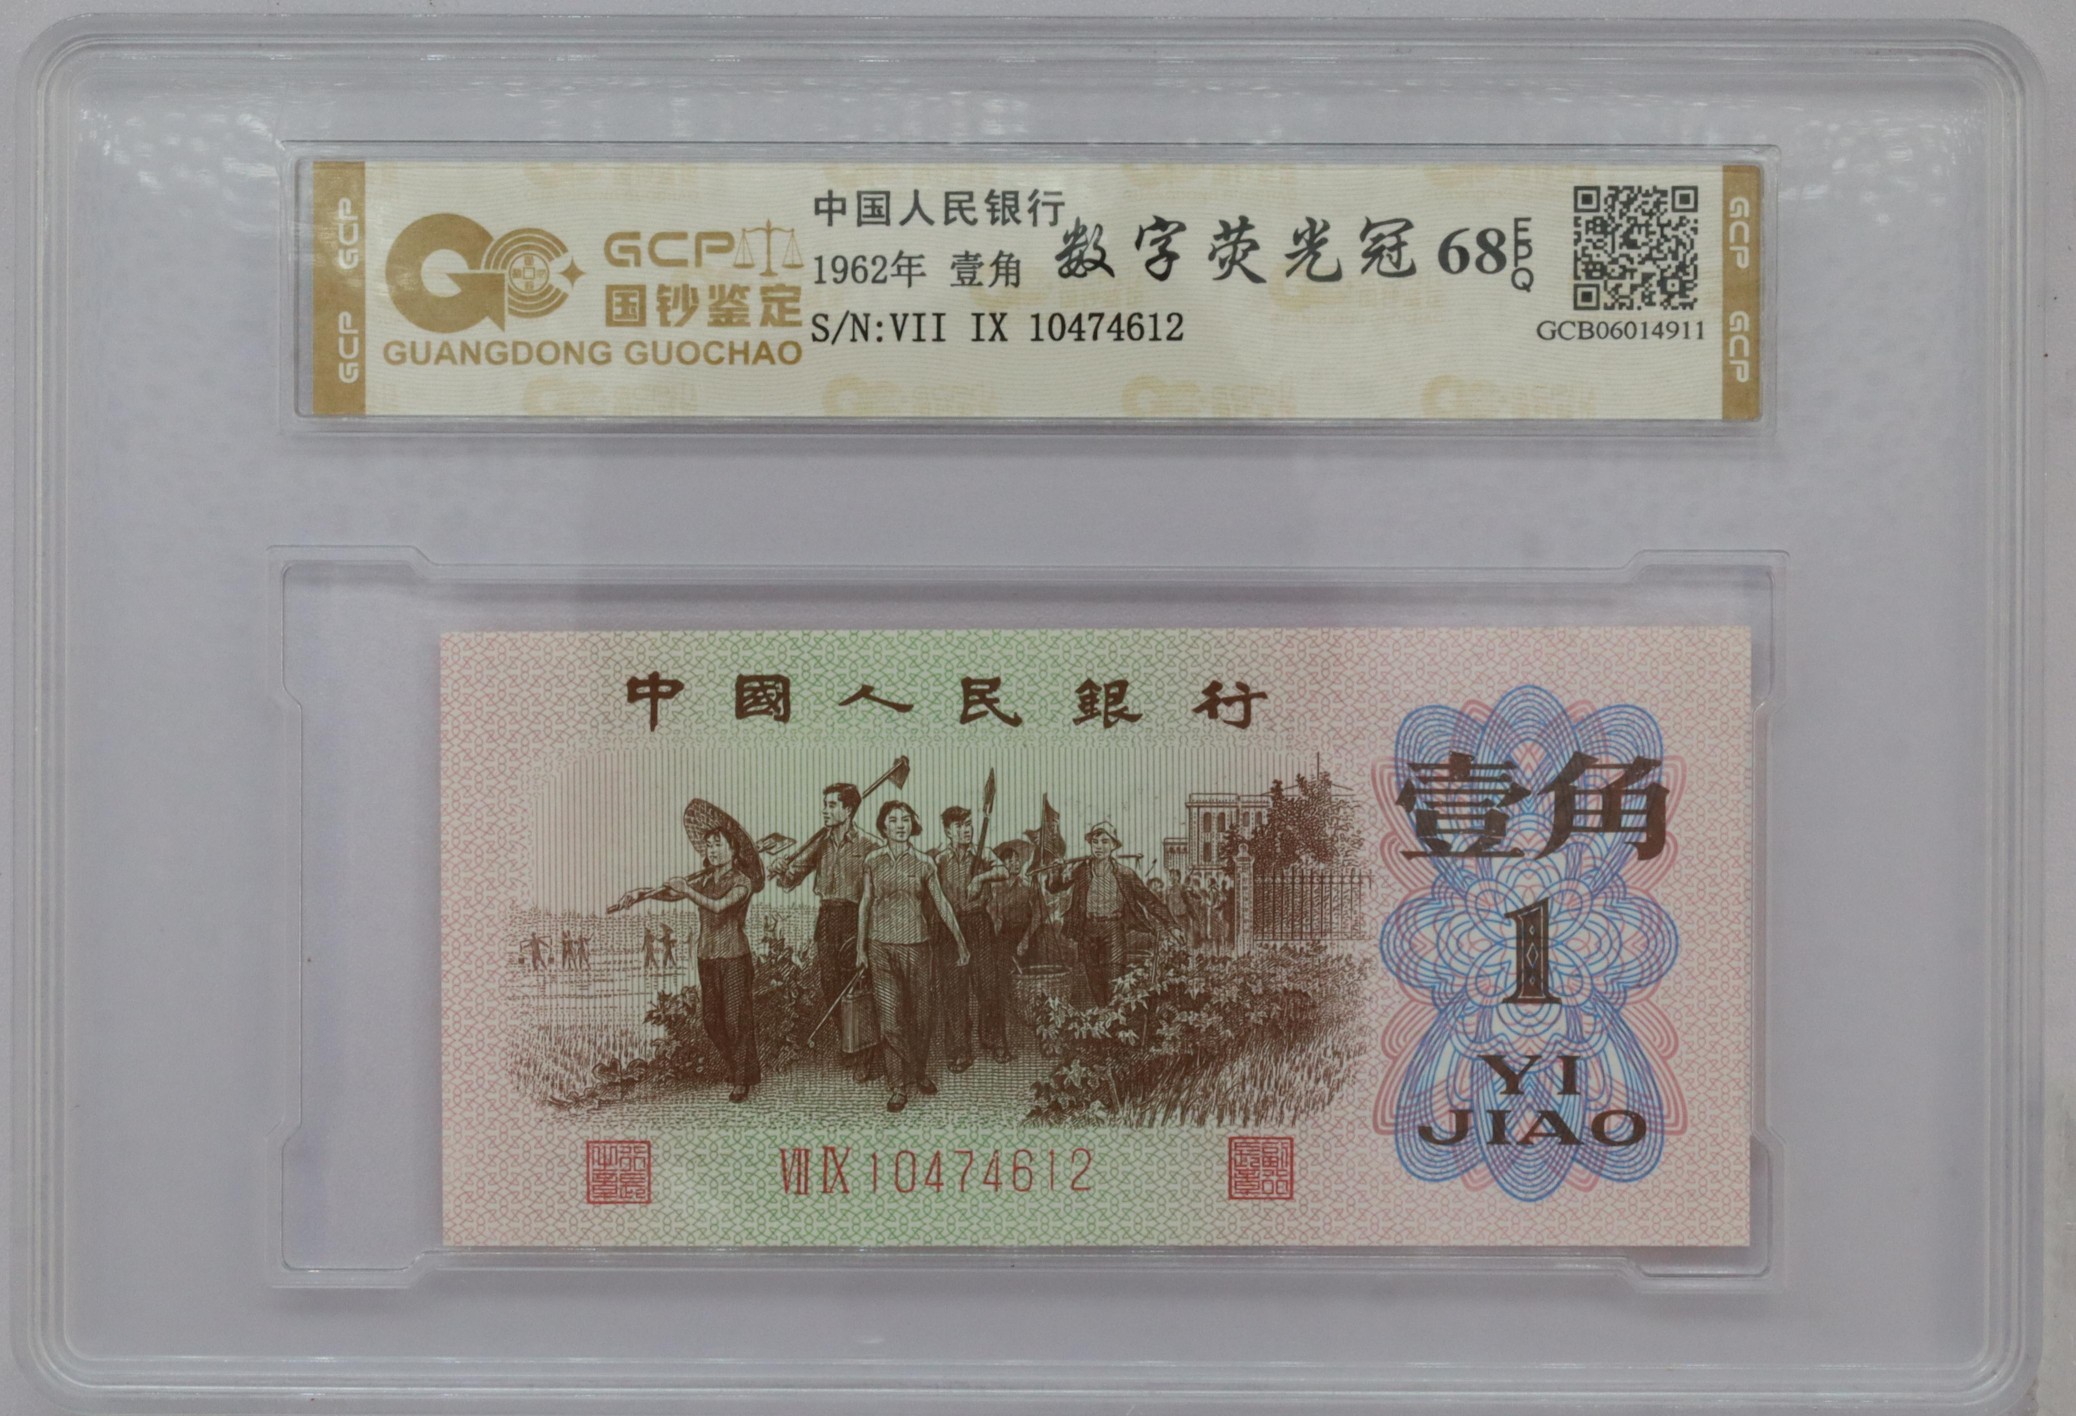 GCP
GCP
GCP
国钞鉴定
GUANGDONG GUOCHAO
中国人民银行
1962年 壹角
S/N:VII IX 10474612
数字荧光冠 68 EPQ
GCB06014911
GCP
GCP
中國人民銀行
壹角
1
YI
JIAO
VII IX 10474612